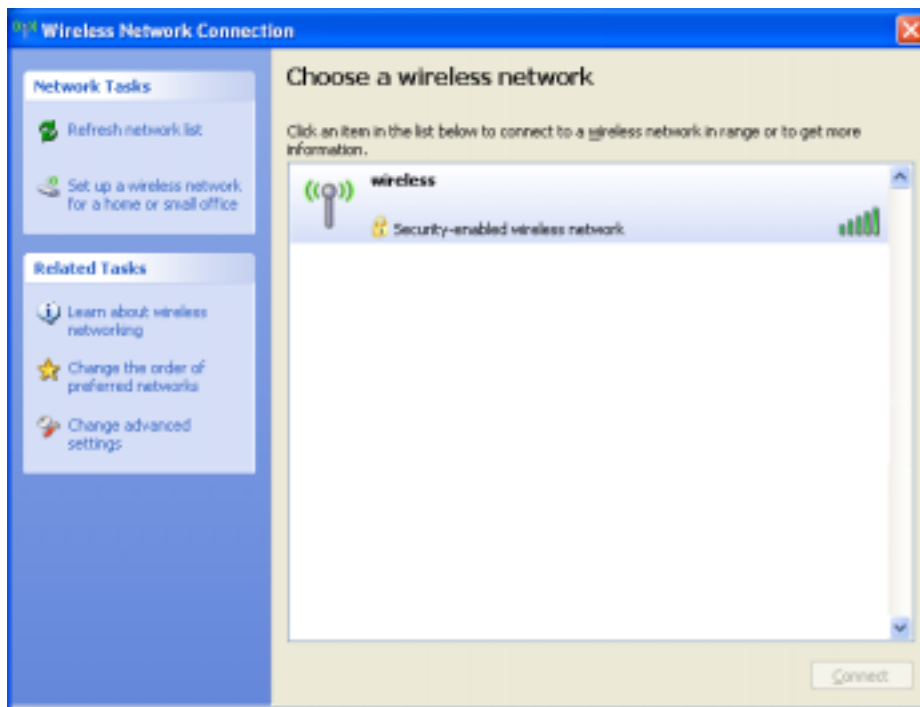 Wireless Network Connection
Network Tasks
Refresh network list
Set up a wireless network
for a home or small office
Related Tasks
Learn about wireless
networking
Change the order of
preferred networks
Change advanced
settings
Choose a wireless network
Click an item in the list below to connect to a wireless network in range or to get more
information.
wireless
Security-enabled wireless network
Connect